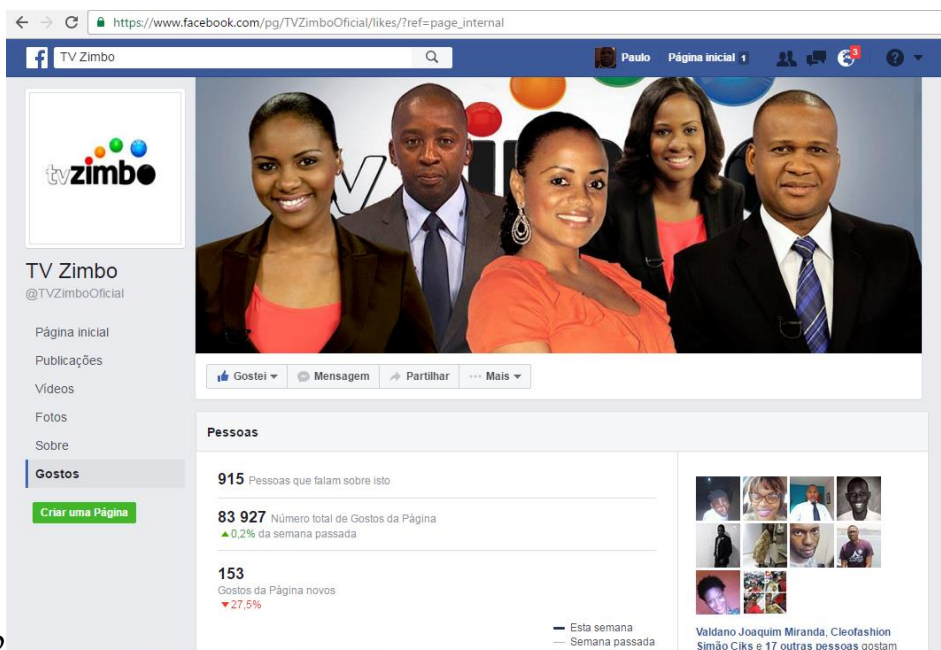 https://www.facebook.com/pg/TVZimboOficial/likes/?ref=page_internal
f TV Zimbo Paulo Página inicial 1 3 ?
tvzimbo
TV Zimbo
@TVZimboOficial
Página inicial
Publicações
Vídeos
Fotos
Sobre
Gostos
Criar uma Página
Gostei Mensagem Partilhar ··· Mais
Pessoas
915 Pessoas que falam sobre isto
83 927 Número total de Gostos da Página
0,2% da semana passada
153
Gostos da Página novos
27,5%
Esta semana
Semana passada
Valdano Joaquim Miranda, Cleofashion
Simão Ciks e 17 outras pessoas gostam